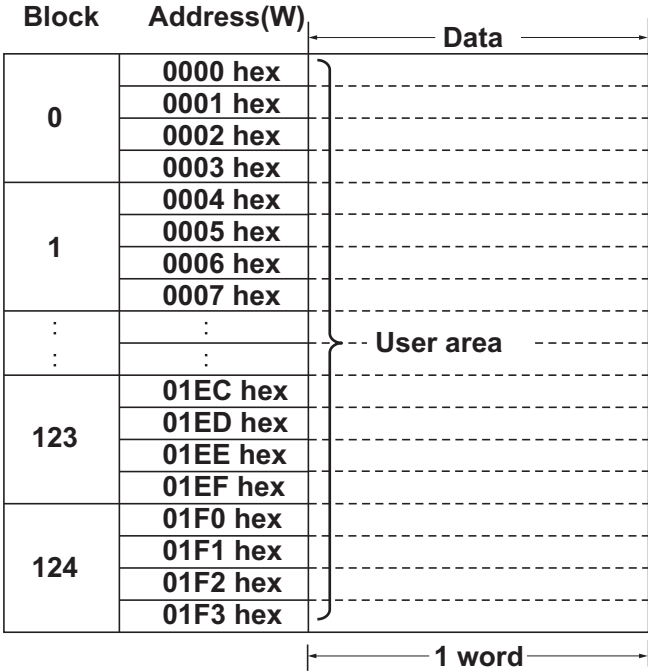 Block Address(W) Data
0
0000 hex
0001 hex
0002 hex
0003 hex
1
0004 hex
0005 hex
0006 hex
0007 hex
: :
: : User area
123
01EC hex
01ED hex
01EE hex
01EF hex
124
01F0 hex
01F1 hex
01F2 hex
01F3 hex
1 word